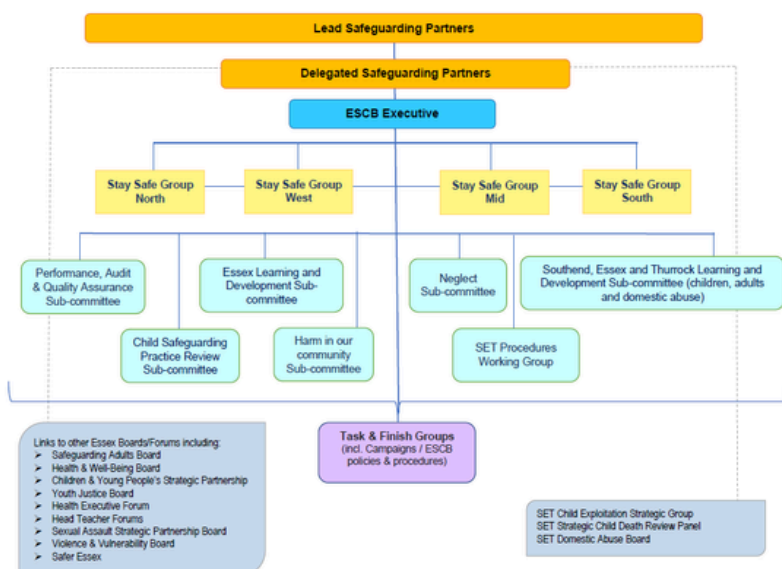 Lead Safeguarding Partners
Delegated Safeguarding Partners
ESCB Executive
Stay Safe Group
North
Stay Safe Group
West
Stay Safe Group
Mid
Stay Safe Group
South
Performance, Audit
& Quality Assurance
Sub-committee
Essex Learning and
Development Sub-
committee
Neglect
Sub-committee
Southend, Essex and Thurrock Learning and
Development Sub-committee (children, adults
and domestic abuse)
Child Safeguarding
Practice Review
Sub-committee
Harm in our
community
Sub-committee
SET Procedures
Working Group
Task & Finish Groups
(incl. Campaigns / ESCB
policies & procedures)
Links to other Essex Boards/Forums including:
➢ Safeguarding Adults Board
➢ Health & Well-Being Board
➢ Children & Young People's Strategic Partnership
➢ Youth Justice Board
➢ Health Executive Forum
➢ Head Teacher Forums
➢ Sexual Assault Strategic Partnership Board
➢ Violence & Vulnerability Board
➢ Safer Essex
SET Child Exploitation Strategic Group
SET Strategic Child Death Review Panel
SET Domestic Abuse Board